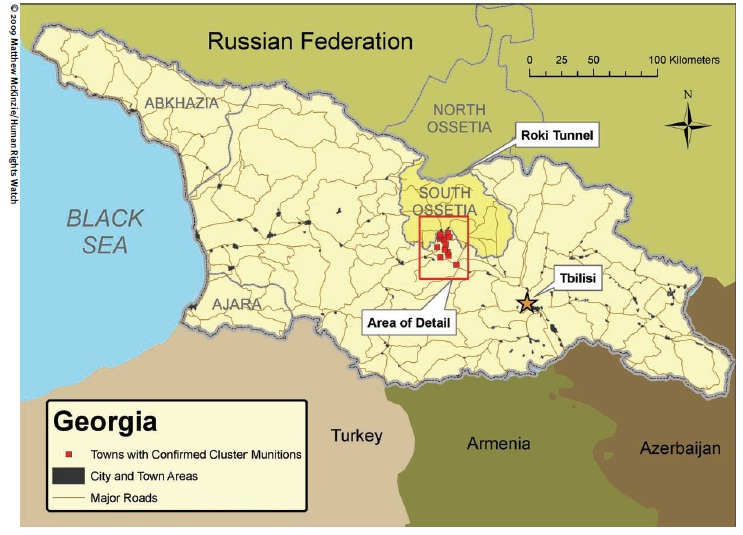 © 2009 Matthew McKinzie/Human Rights Watch
Russian Federation
0 25 50 100 Kilometers
N
ABKHAZIA
NORTH
OSSETIA
Roki Tunnel
SOUTH
OSSETIA
BLACK
SEA
Tbilisi
AJARA
Area of Detail
Georgia
Towns with Confirmed Cluster Munitions
City and Town Areas
Major Roads
Turkey
Armenia
Azerbaijan